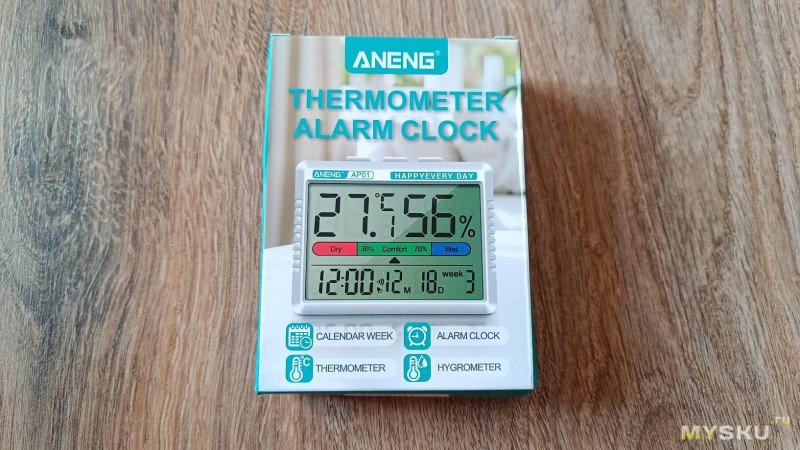 ANENG®
THERMOMETER
ALARM CLOCK
ANENG® AP01 HAPPYEVERY DAY
27.5°C 56%
Dry 30% Comfort 70% Wet
12:00 12M 18D week 3
CALENDAR WEEK ALARM CLOCK
THERMOMETER HYGROMETER
MYSKU.ru